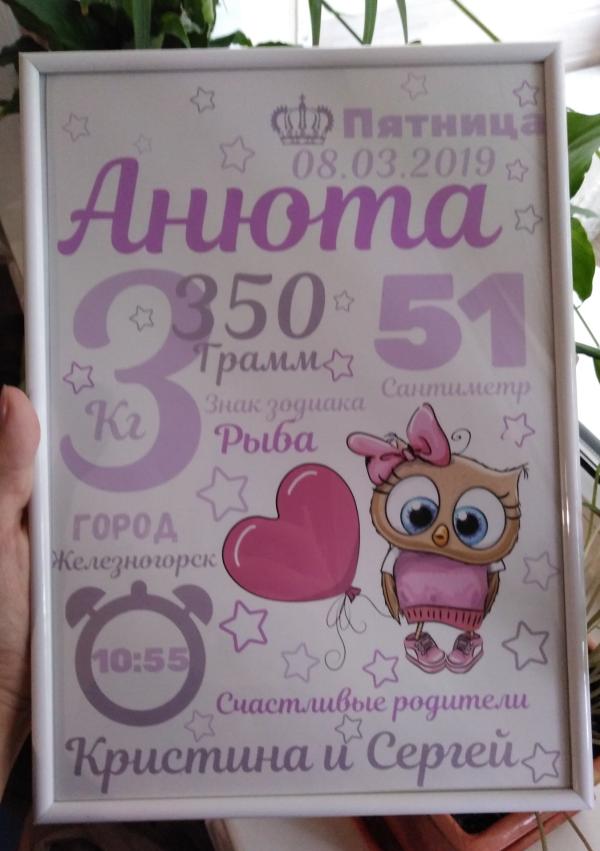 Пятница
08.03.2019
Анюта
3
350
Грамм
Кг
51
Сантиметр
Знак зодиака
Рыба
ГОРОД
Железногорск
10:55
Счастливые родители
Кристина и Сергей